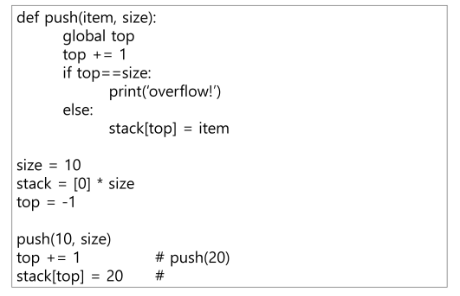 def push(item, size):
global top
top += 1
if top==size:
print('overflow!')
else:
stack[top] = item
size = 10
stack = [0] * size
top = -1
push(10, size)
top += 1 # push(20)
stack[top] = 20 #